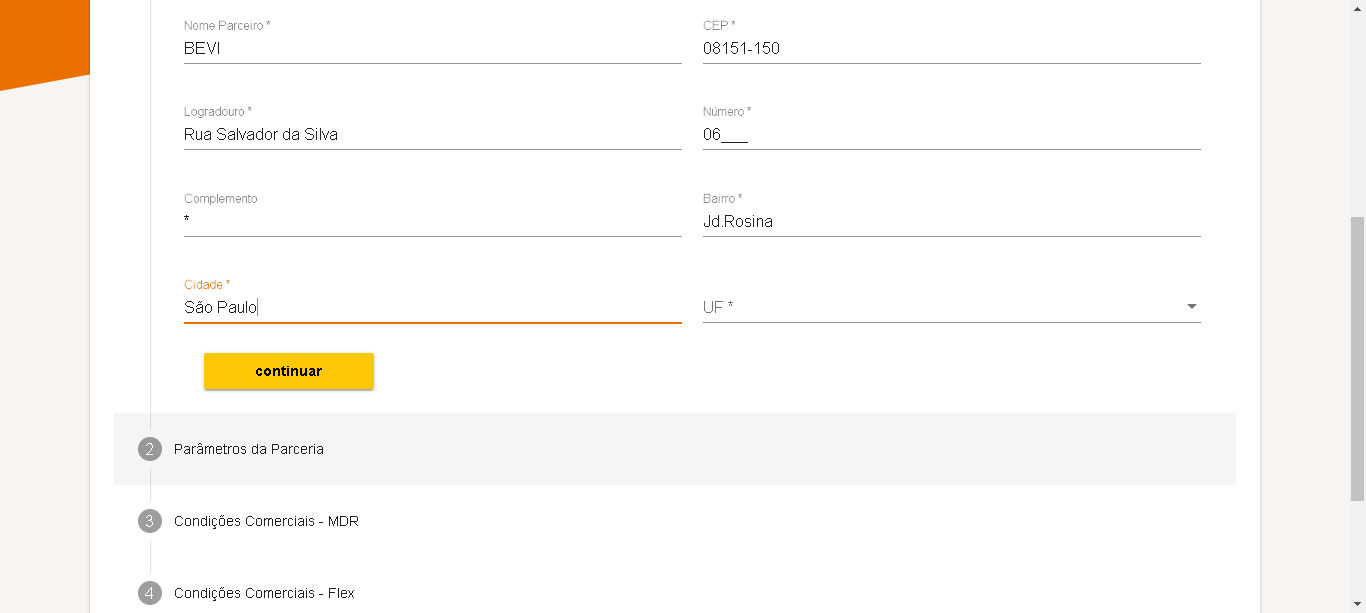 Nome Parceiro *
BEVI
CEP *
08151-150
Logradouro *
Rua Salvador da Silva
Número *
06___
Complemento
*
Bairro *
Jd.Rosina
Cidade *
São Paulo
UF *
continuar
2 Parâmetros da Parceria
3 Condições Comerciais - MDR
4 Condições Comerciais - Flex